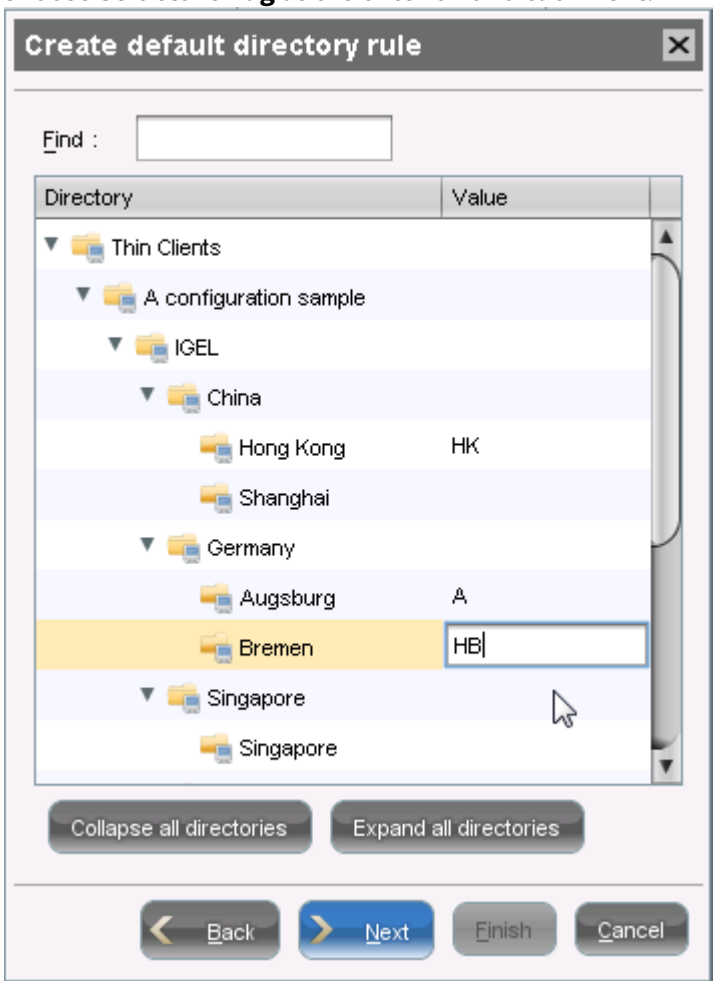 Create default directory rule
Find :
Directory Value
Thin Clients
A configuration sample
IGEL
China
Hong Kong HK
Shanghai
Germany
Augsburg A
Bremen HB
Singapore
Singapore
Collapse all directories Expand all directories
Back Next Finish Cancel